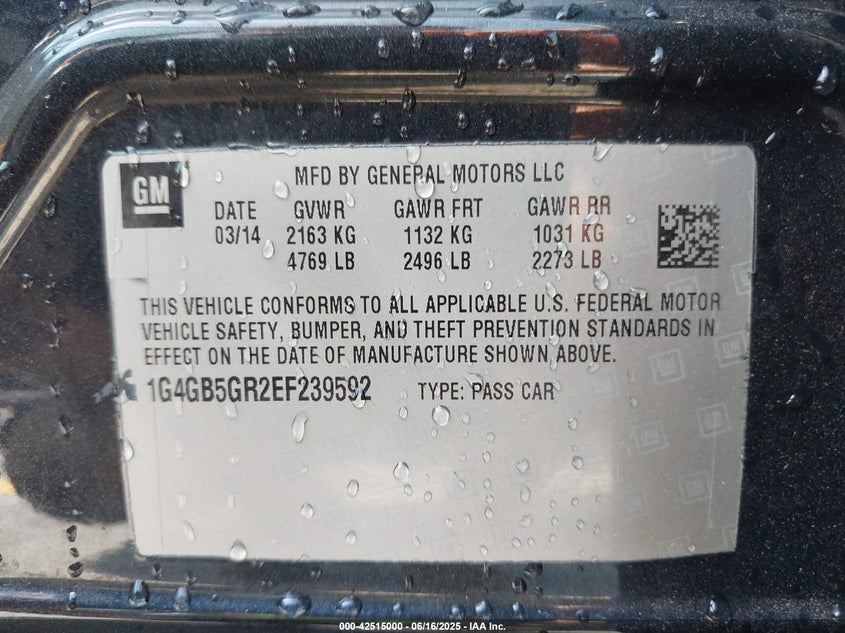 GM
MFD BY GENERAL MOTORS LLC
DATE GVWR GAWR FRT GAWR RR
03/14 2163 KG 1132 KG 1031 KG
4769 LB 2496 LB 2273 LB
THIS VEHICLE CONFORMS TO ALL APPLICABLE U.S. FEDERAL MOTOR
VEHICLE SAFETY, BUMPER, AND THEFT PREVENTION STANDARDS IN
EFFECT ON THE DATE OF MANUFACTURE SHOWN ABOVE.
1G4GB5GR2EF239592 TYPE: PASS CAR
000-42515000 - 06/16/2025 - IAA Inc.